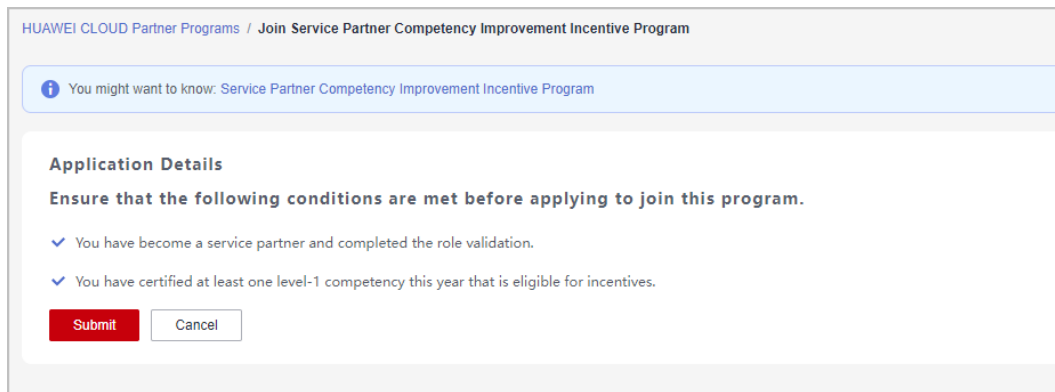 HUAWEI CLOUD Partner Programs / Join Service Partner Competency Improvement Incentive Program
You might want to know: Service Partner Competency Improvement Incentive Program
Application Details
Ensure that the following conditions are met before applying to join this program.
You have become a service partner and completed the role validation.
You have certified at least one level-1 competency this year that is eligible for incentives.
Submit Cancel